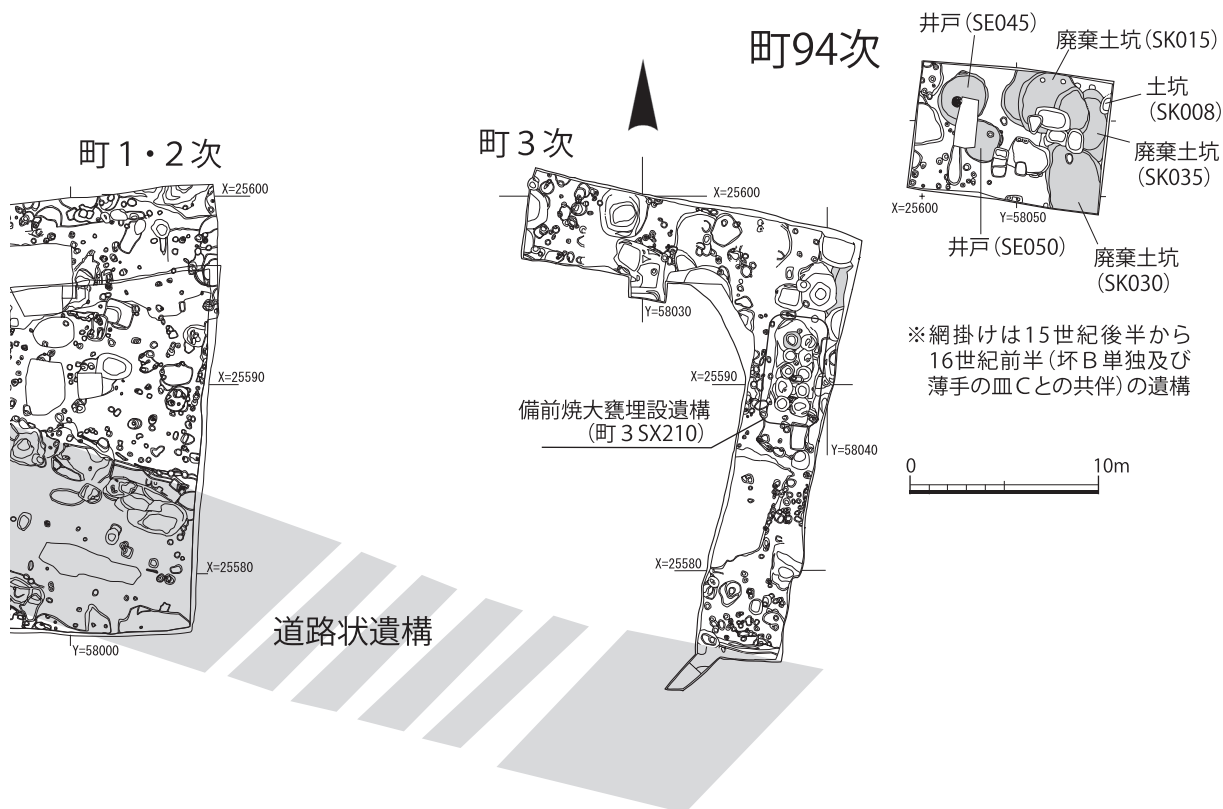 町94次
井戸(SE045)
廃棄土坑(SK015)
土坑
(SK008)
廃棄土坑
(SK035)
X=25600
Y=58050
井戸(SE050)
廃棄土坑
(SK030)
町1・2次
X=25600
X=25590
X=25580
Y=58000
町3次
X=25600
Y=58030
X=25590
備前焼大甕埋設遺構
(町3SX210)
Y=58040
X=25580
※網掛けは15世紀後半から
16世紀前半(坏B単独及び
薄手の皿Cとの共伴)の遺構
0 10m
道路状遺構